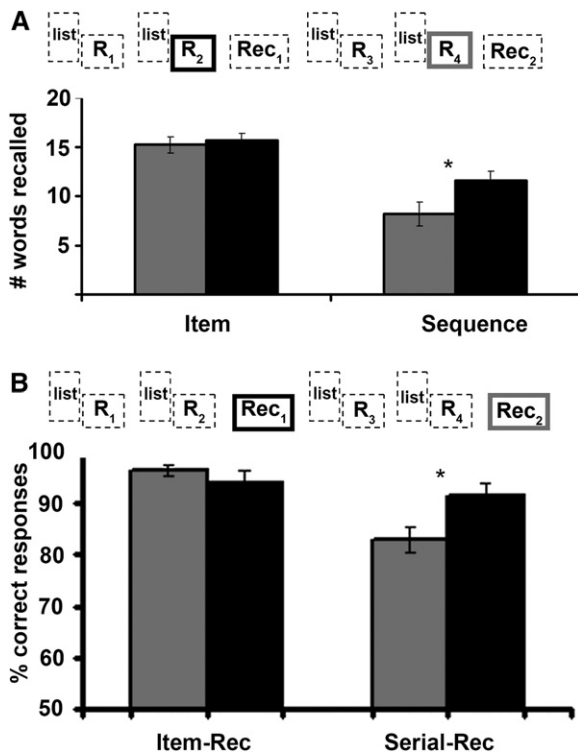 A
list R₁ list R₂ Rec₁ list R₃ list R₄ Rec₂
# words recalled
20
15
10
5
*
Item Sequence
B
list R₁ list R₂ Rec₁ list R₃ list R₄ Rec₂
% correct responses
100
90
80
70
60
50
*
Item-Rec Serial-Rec